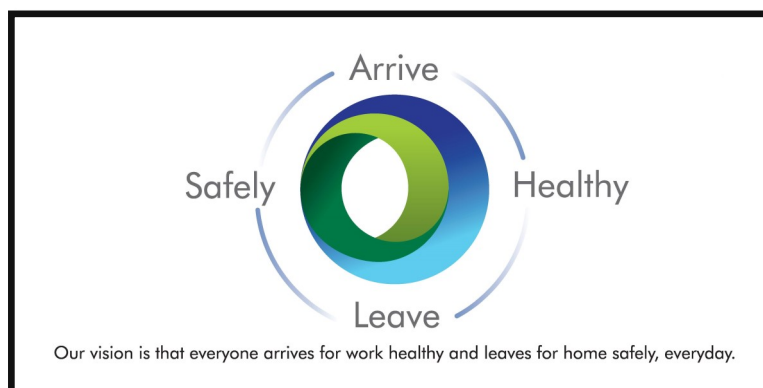 Arrive
Safely Healthy
Leave
Our vision is that everyone arrives for work healthy and leaves for home safely, everyday.